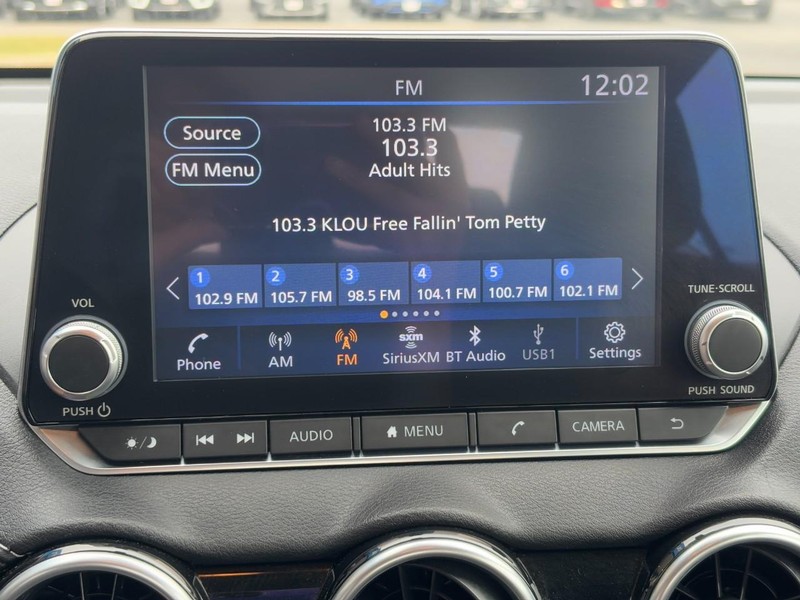 FM
12:02
Source
103.3 FM
103.3
FM Menu
Adult Hits
103.3 KLOU Free Fallin' Tom Petty
1 2 3 4 5 6
102.9 FM 105.7 FM 98.5 FM 104.1 FM 100.7 FM 102.1 FM
Phone AM FM sxm SiriusXM BT Audio USB1 Settings
VOL
PUSH
TUNE·SCROLL
PUSH SOUND
AUDIO MENU CAMERA